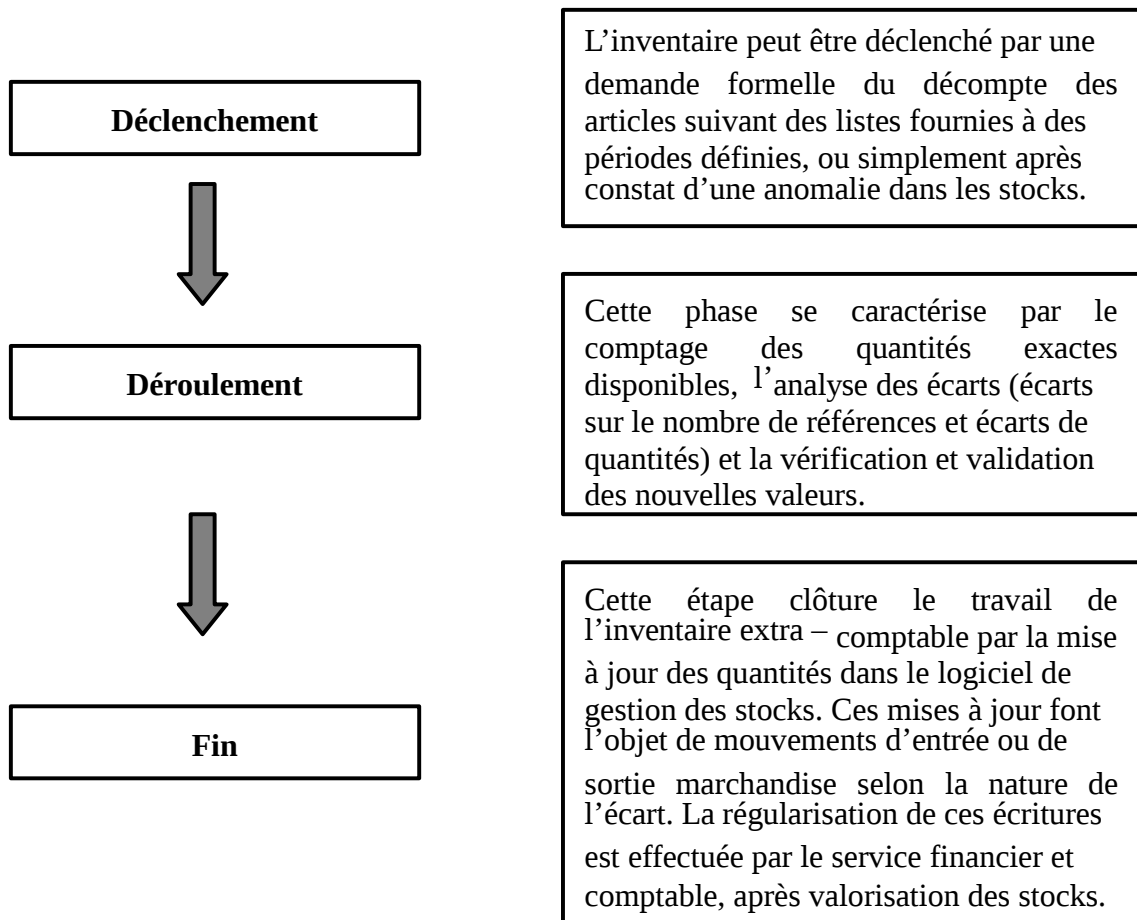 Déclenchement
L’inventaire peut être déclenché par une
demande formelle du décompte des
articles suivant des listes fournies à des
périodes définies, ou simplement après
constat d’une anomalie dans les stocks.
Déroulement
Cette phase se caractérise par le
comptage des quantités exactes
disponibles, l’analyse des écarts (écarts
sur le nombre de références et écarts de
quantités) et la vérification et validation
des nouvelles valeurs.
Fin
Cette étape clôture le travail de
l’inventaire extra – comptable par la mise
à jour des quantités dans le logiciel de
gestion des stocks. Ces mises à jour font
l’objet de mouvements d’entrée ou de
sortie marchandise selon la nature de
l’écart. La régularisation de ces écritures
est effectuée par le service financier et
comptable, après valorisation des stocks.